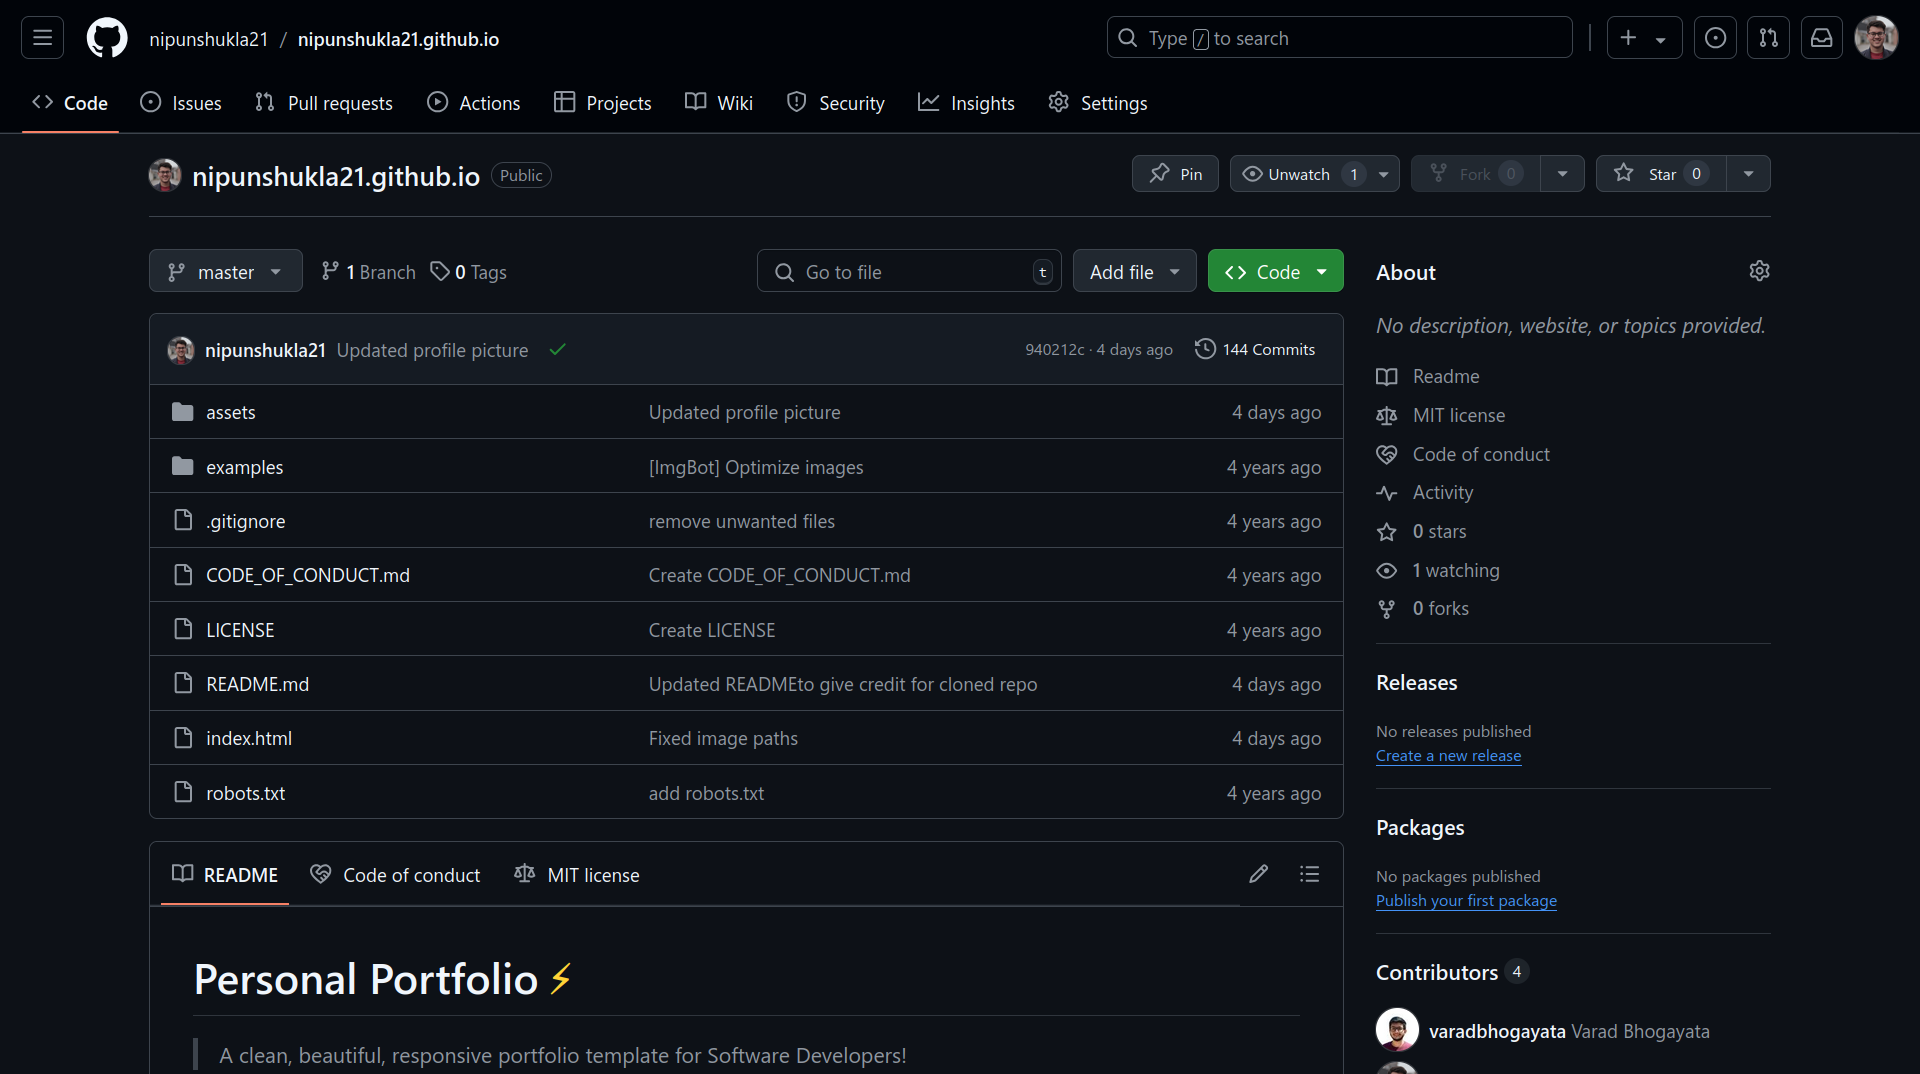 nipunshukla21 / nipunshukla21.github.io
Type / to search
Code Issues Pull requests Actions Projects Wiki Security Insights Settings
nipunshukla21.github.io Public
Pin Unwatch 1 Fork 0 Star 0
master 1 Branch 0 Tags Go to file t Add file Code
nipunshukla21 Updated profile picture 940212c · 4 days ago 144 Commits
assets Updated profile picture 4 days ago
examples [ImgBot] Optimize images 4 years ago
.gitignore remove unwanted files 4 years ago
CODE_OF_CONDUCT.md Create CODE_OF_CONDUCT.md 4 years ago
LICENSE Create LICENSE 4 years ago
README.md Updated READMEto give credit for cloned repo 4 days ago
index.html Fixed image paths 4 days ago
robots.txt add robots.txt 4 years ago
README Code of conduct MIT license
Personal Portfolio ⚡
A clean, beautiful, responsive portfolio template for Software Developers!
About
No description, website, or topics provided.
Readme
MIT license
Code of conduct
Activity
0 stars
1 watching
0 forks
Releases
No releases published
Create a new release
Packages
No packages published
Publish your first package
Contributors 4
varadbhogayata Varad Bhogayata